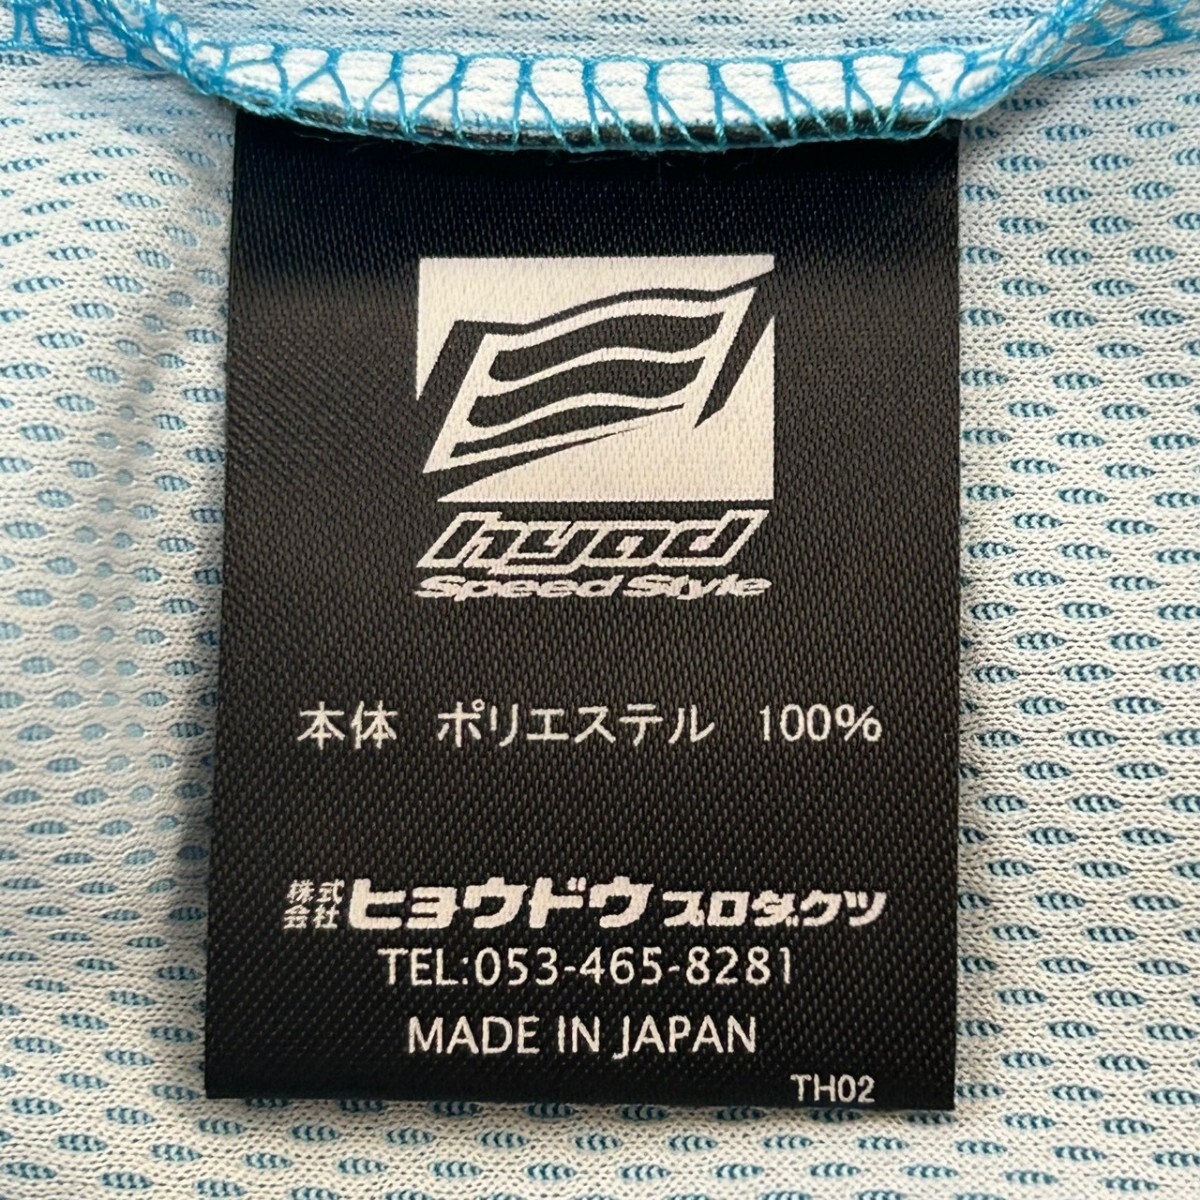 hyod
Speed Style
本体 ポリエステル 100%
株式会社ヒョウドウプロダクツ
TEL:053-465-8281
MADE IN JAPAN
TH02